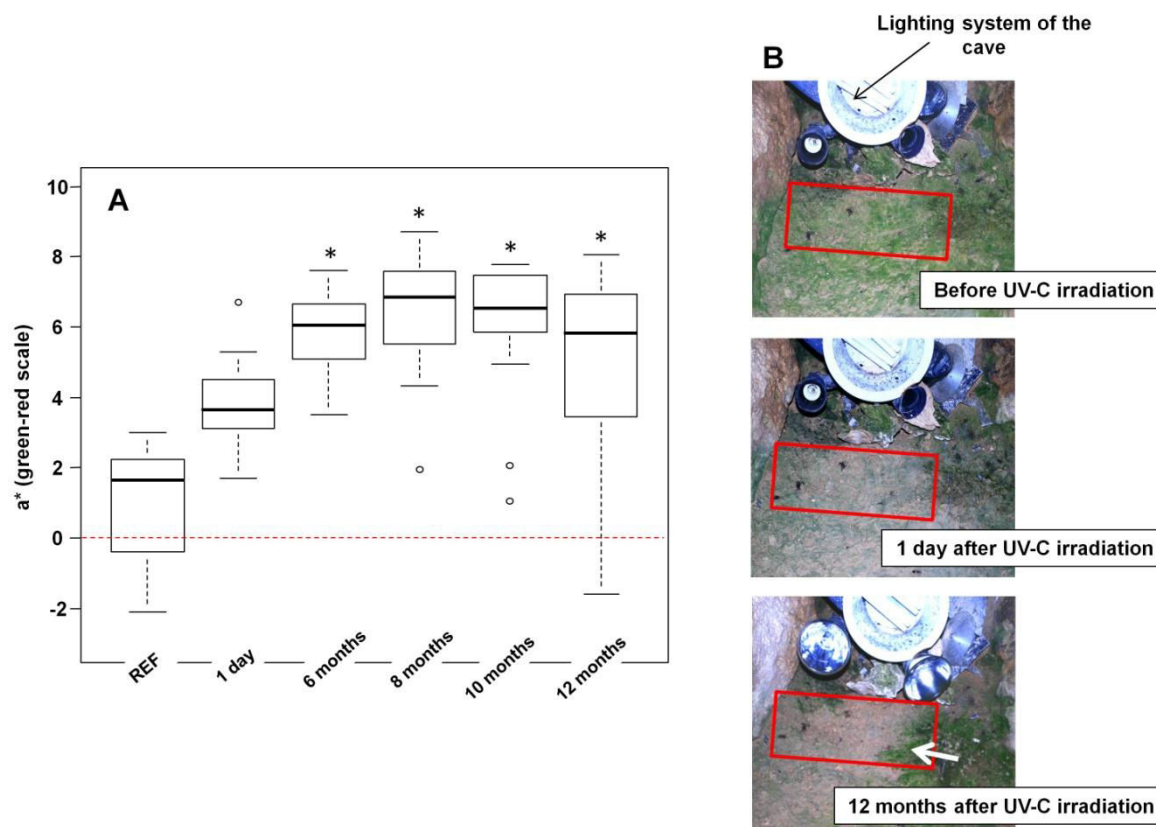 Lighting system of the
cave
B
A
10
8
6
4
2
0
-2
a* (green-red scale)
*
*
*
*
REF
1 day
6 months
8 months
10 months
12 months
Before UV-C irradiation
1 day after UV-C irradiation
12 months after UV-C irradiation